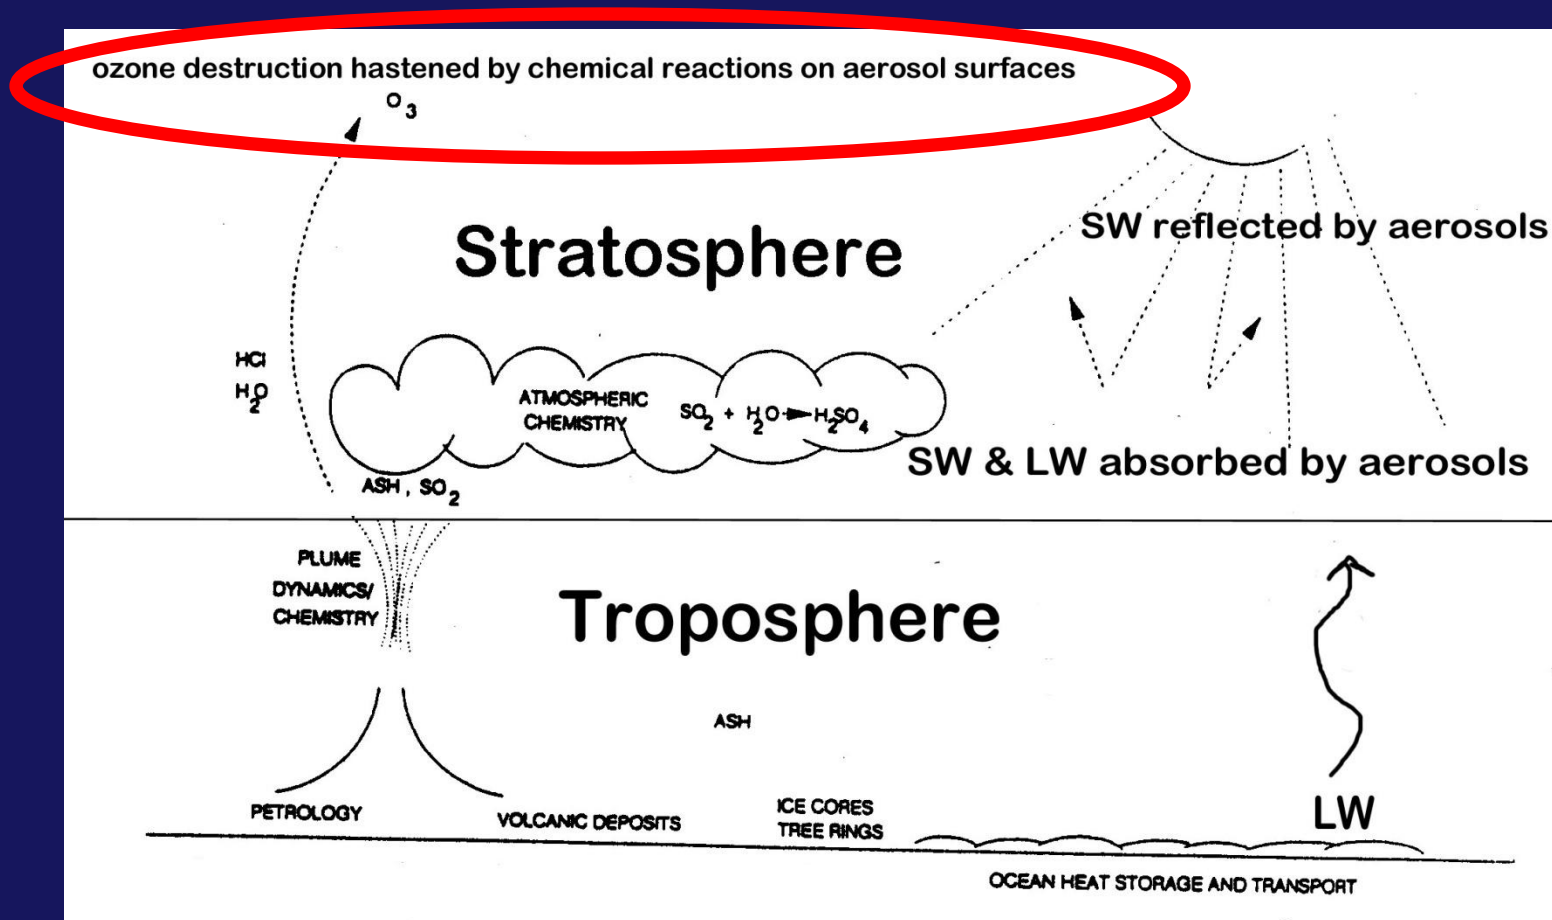 ozone destruction hastened by chemical reactions on aerosol surfaces
O3
SW reflected by aerosols
Stratosphere
HCl
H2O
ATMOSPHERIC
CHEMISTRY
SO2 + H2O → H2SO4
SW & LW absorbed by aerosols
ASH, SO2
PLUME
DYNAMICS/
CHEMISTRY
Troposphere
ASH
PETROLOGY
VOLCANIC DEPOSITS
ICE CORES
TREE RINGS
LW
OCEAN HEAT STORAGE AND TRANSPORT